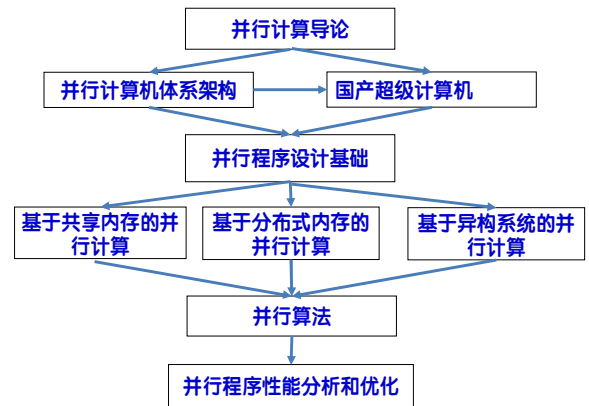 并行计算导论
并行计算机体系架构
国产超级计算机
并行程序设计基础
基于共享内存的并
行计算
基于分布式内存的
并行计算
基于异构系统的并
行计算
并行算法
并行程序性能分析和优化